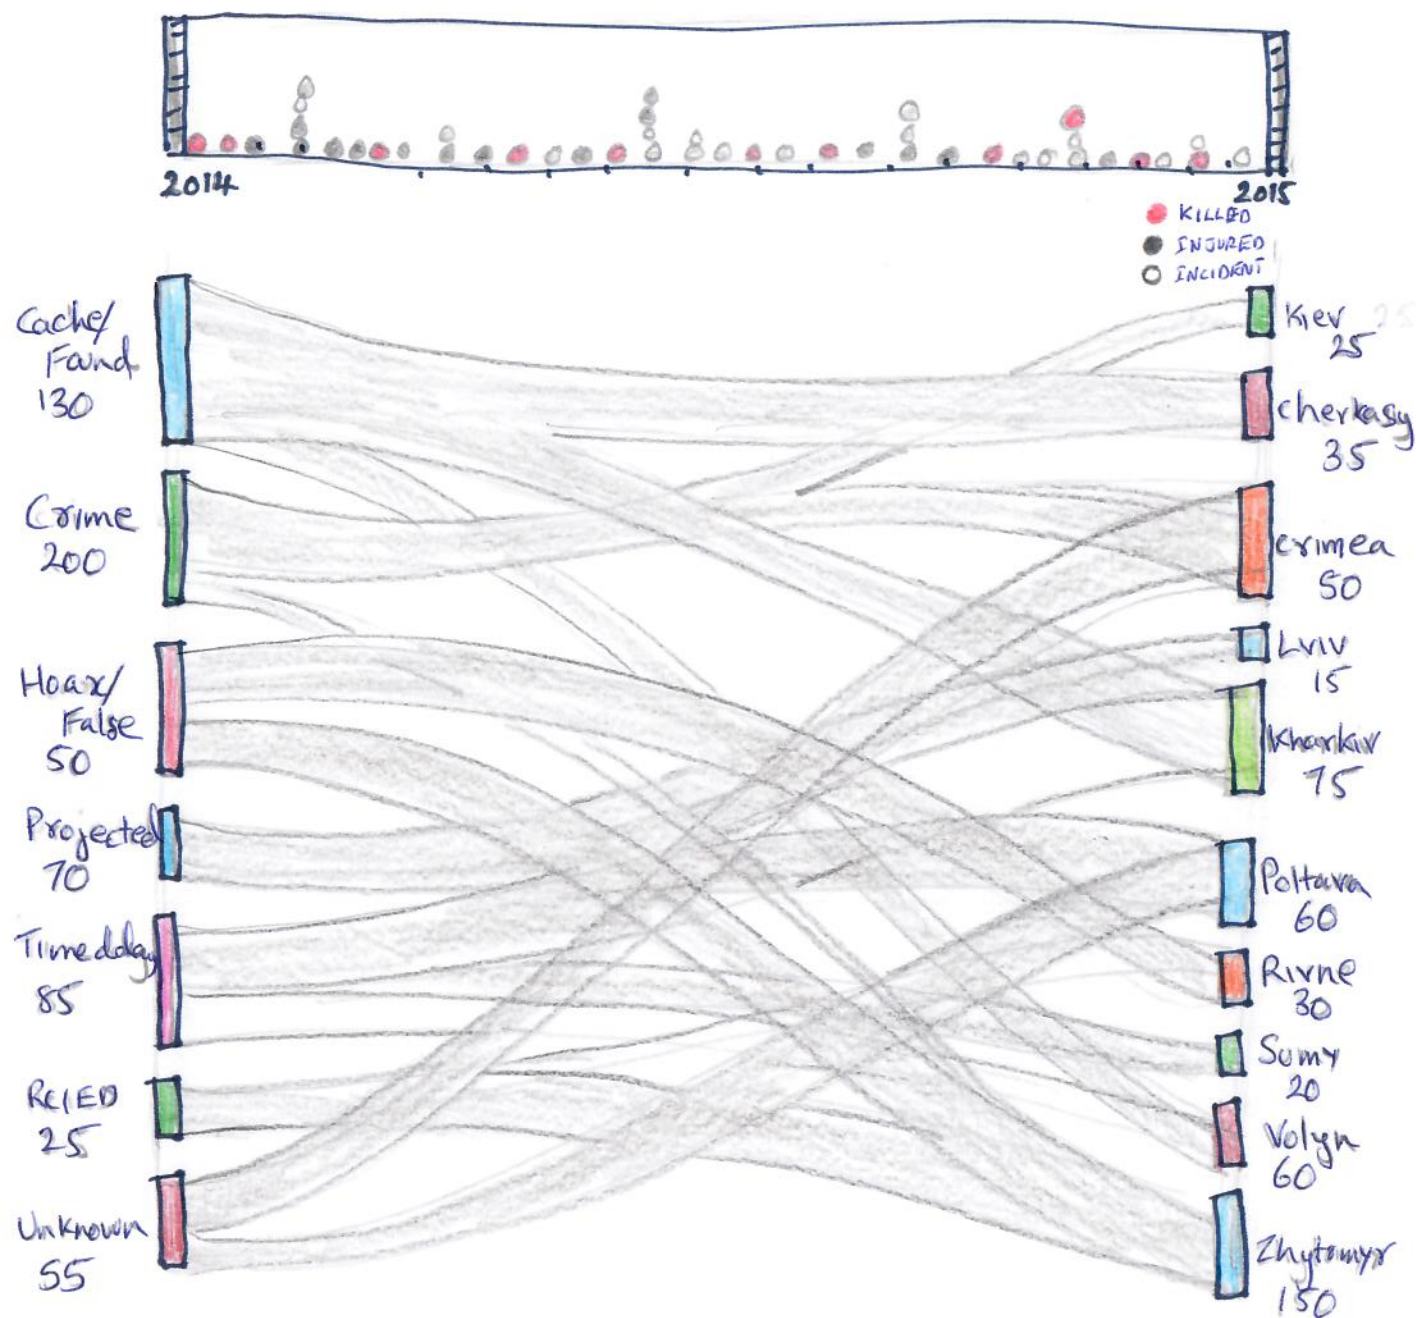 2014
2015
KILLED
INJURED
INCIDENT
Cache/
Found
130
Crime
200
Hoax/
False
50
Projected
70
Timedelay
85
RCIED
25
Unknown
55
Kiev 25
25
Cherkasy
35
Crimea
50
Lviv
15
Kharkiv
75
Poltava
60
Rivne
30
Sumy
20
Volyn
60
Zhytomyr
150